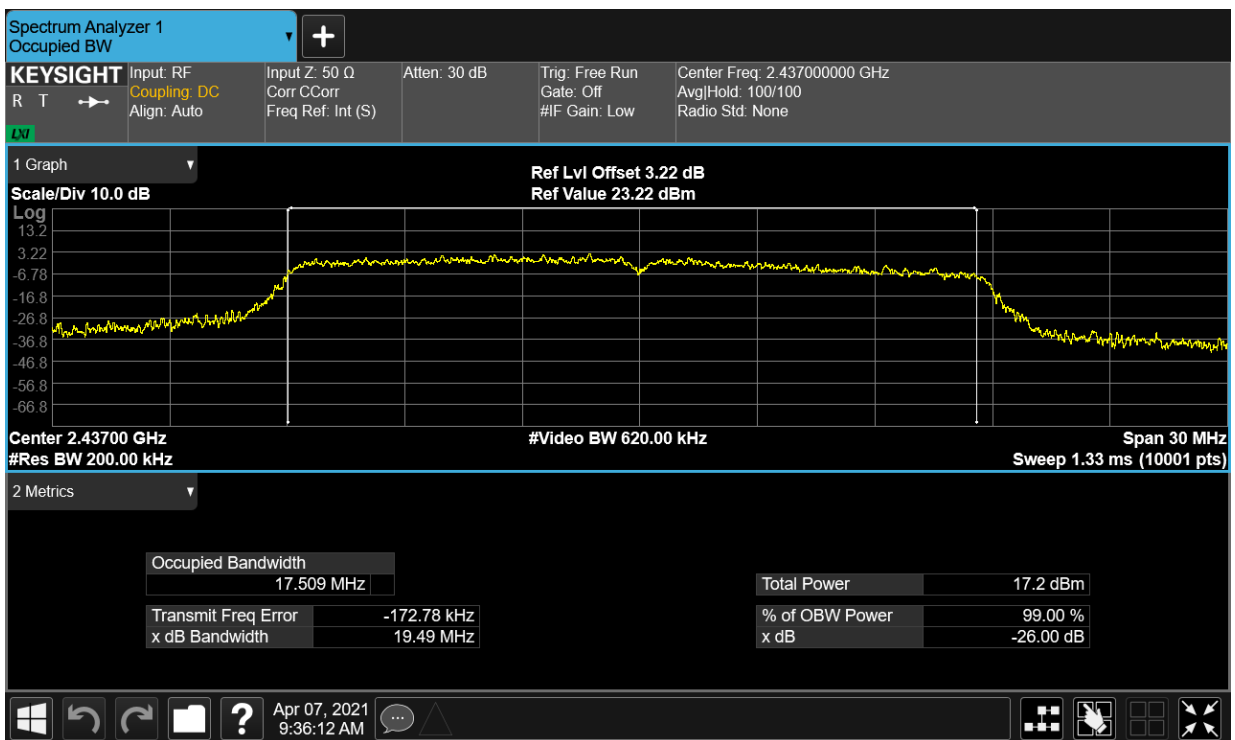 Spectrum Analyzer 1
Occupied BW
KEYSIGHT
R T
LXI
Input: RF
Coupling: DC
Align: Auto
Input Z: 50 Ω
Corr CCorr
Freq Ref: Int (S)
Atten: 30 dB
Trig: Free Run
Gate: Off
#IF Gain: Low
Center Freq: 2.437000000 GHz
Avg|Hold: 100/100
Radio Std: None
1 Graph
Scale/Div 10.0 dB
Ref Lvl Offset 3.22 dB
Ref Value 23.22 dBm
Log
13.2
3.22
-6.78
-16.8
-26.8
-36.8
-46.8
-56.8
-66.8
Center 2.43700 GHz
#Res BW 200.00 kHz
#Video BW 620.00 kHz
Span 30 MHz
Sweep 1.33 ms (10001 pts)
2 Metrics
Occupied Bandwidth
17.509 MHz
Transmit Freq Error -172.78 kHz
x dB Bandwidth 19.49 MHz
Total Power 17.2 dBm
% of OBW Power 99.00 %
x dB -26.00 dB
?
Apr 07, 2021
9:36:12 AM